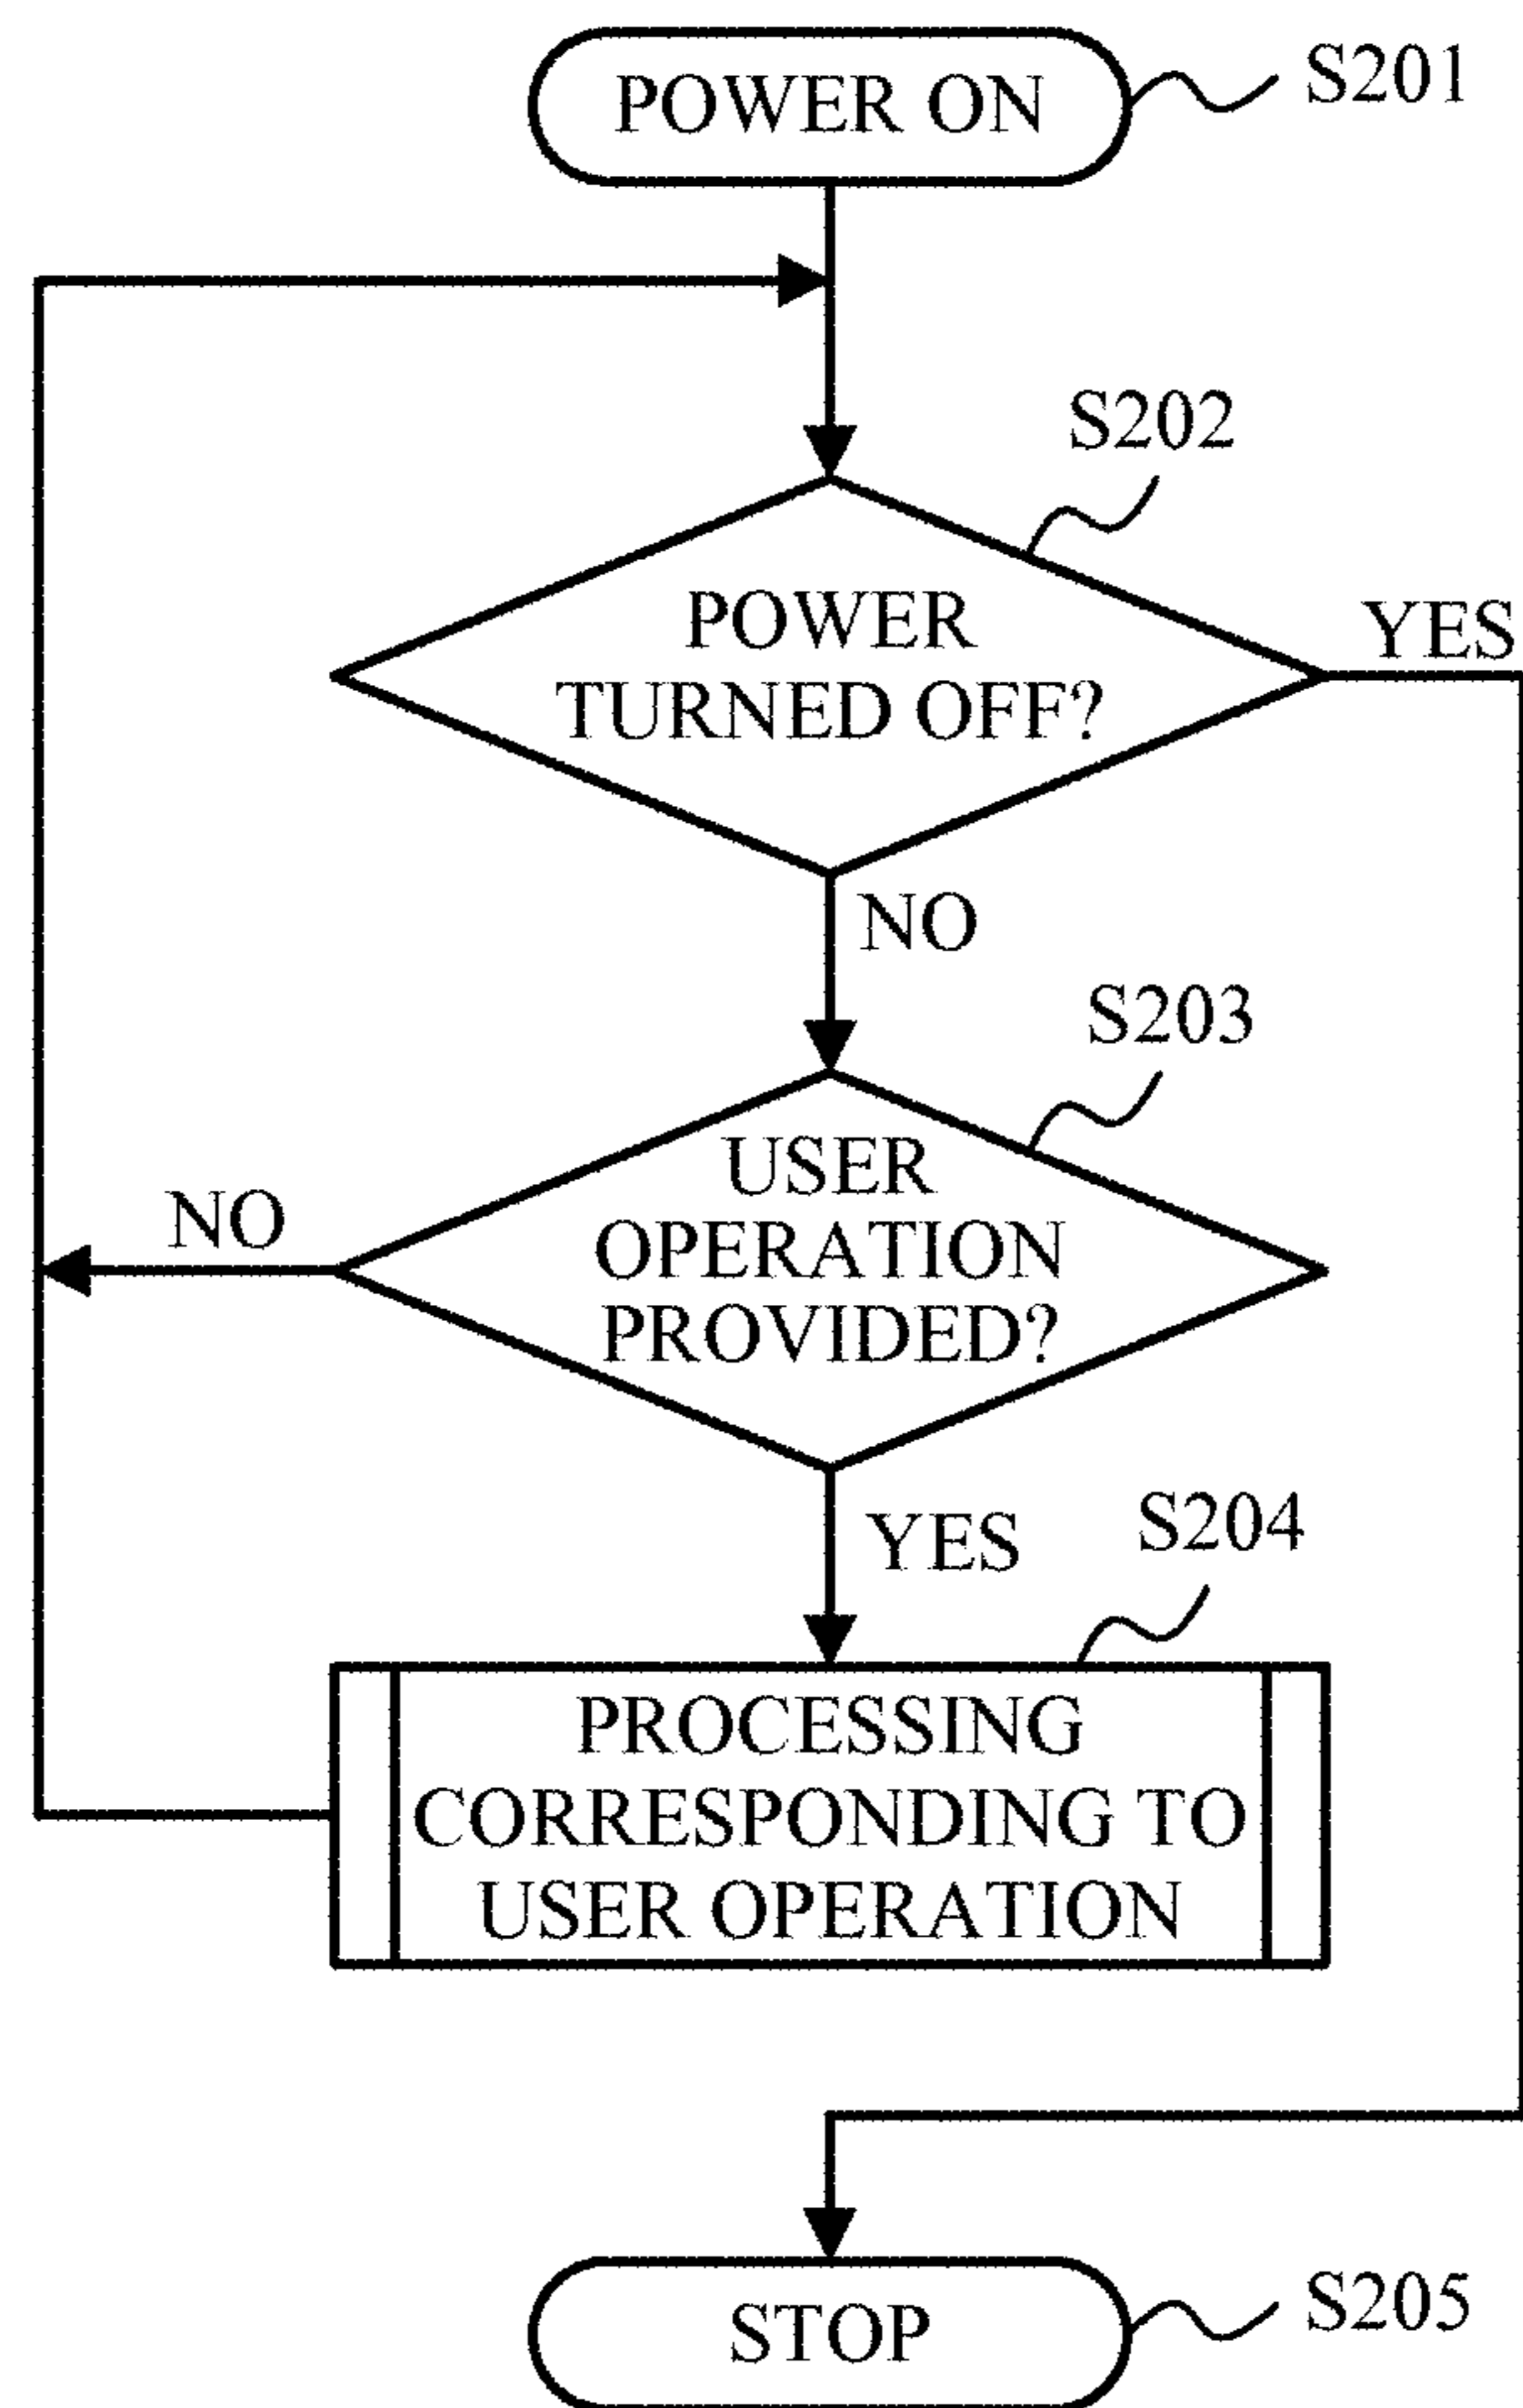 POWER ON
S201
S202
POWER
TURNED OFF?
YES
NO
S203
USER
OPERATION
PROVIDED?
NO
YES
S204
PROCESSING
CORRESPONDING TO
USER OPERATION
STOP
S205